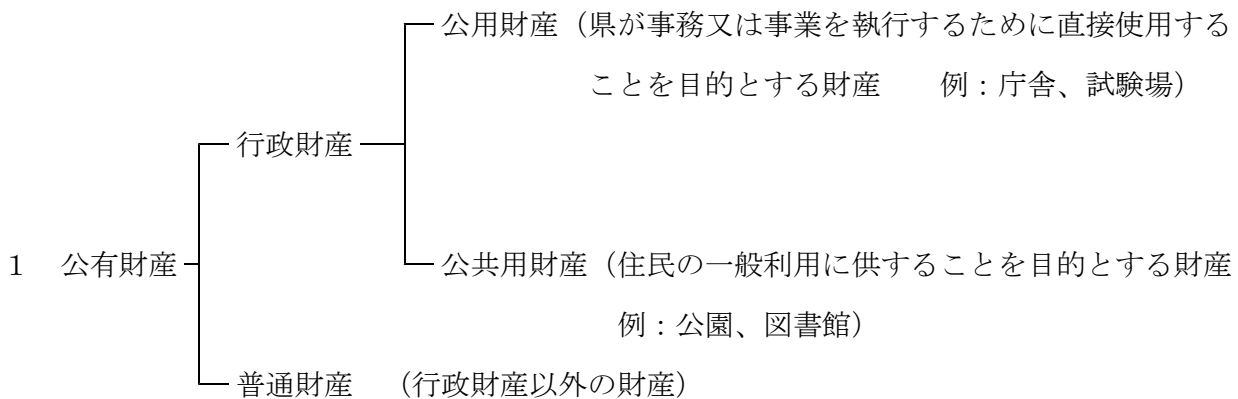 公用財産（県が事務又は事業を執行するために直接使用する
ことを目的とする財産　　例：庁舎、試験場）
行政財産
1　公有財産
公共用財産（住民の一般利用に供することを目的とする財産
例：公園、図書館）
普通財産　（行政財産以外の財産）